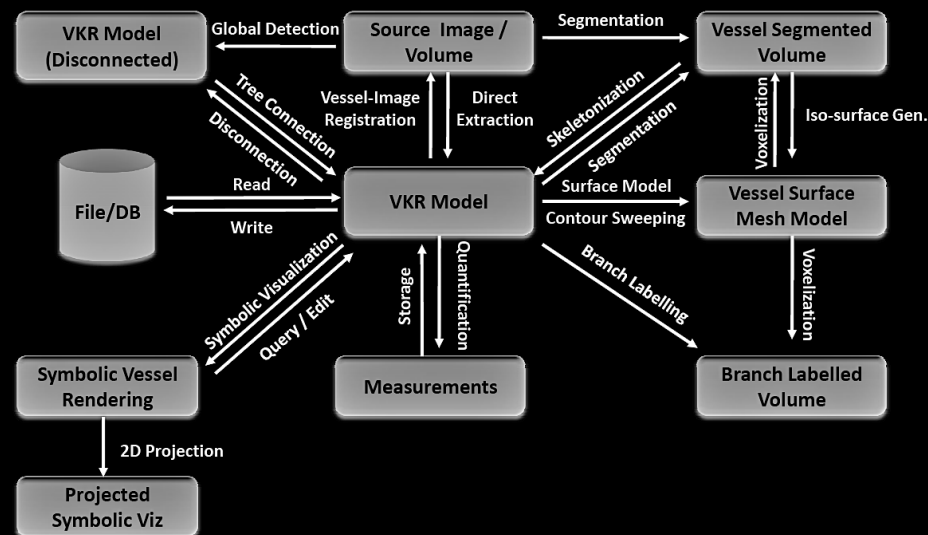 VKR Model
(Disconnected)
Global Detection
Source Image /
Volume
Segmentation
Vessel Segmented
Volume
Tree Connection
Disconnection
Vessel-Image
Registration
Direct
Extraction
Skeletonization
Segmentation
Voxelization
Iso-surface Gen.
File/DB
Read
Write
VKR Model
Surface Model
Contour Sweeping
Vessel Surface
Mesh Model
Symbolic Visualization
Query / Edit
Storage
Quantification
Branch Labelling
Voxelization
Symbolic Vessel
Rendering
Measurements
Branch Labelled
Volume
2D Projection
Projected
Symbolic Viz